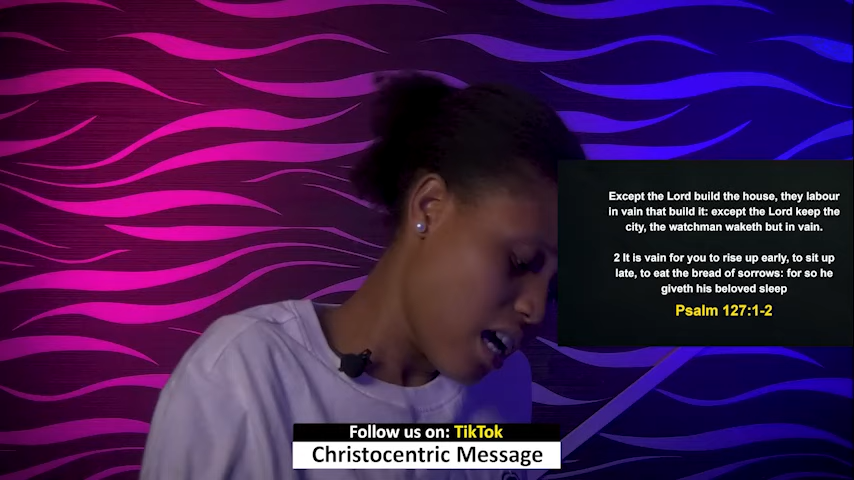 Except the Lord build the house, they labour
in vain that build it: except the Lord keep the
city, the watchman waketh but in vain.
2 It is vain for you to rise up early, to sit up
late, to eat the bread of sorrows: for so he
giveth his beloved sleep
Psalm 127:1-2
Follow us on: TikTok
Christocentric Message